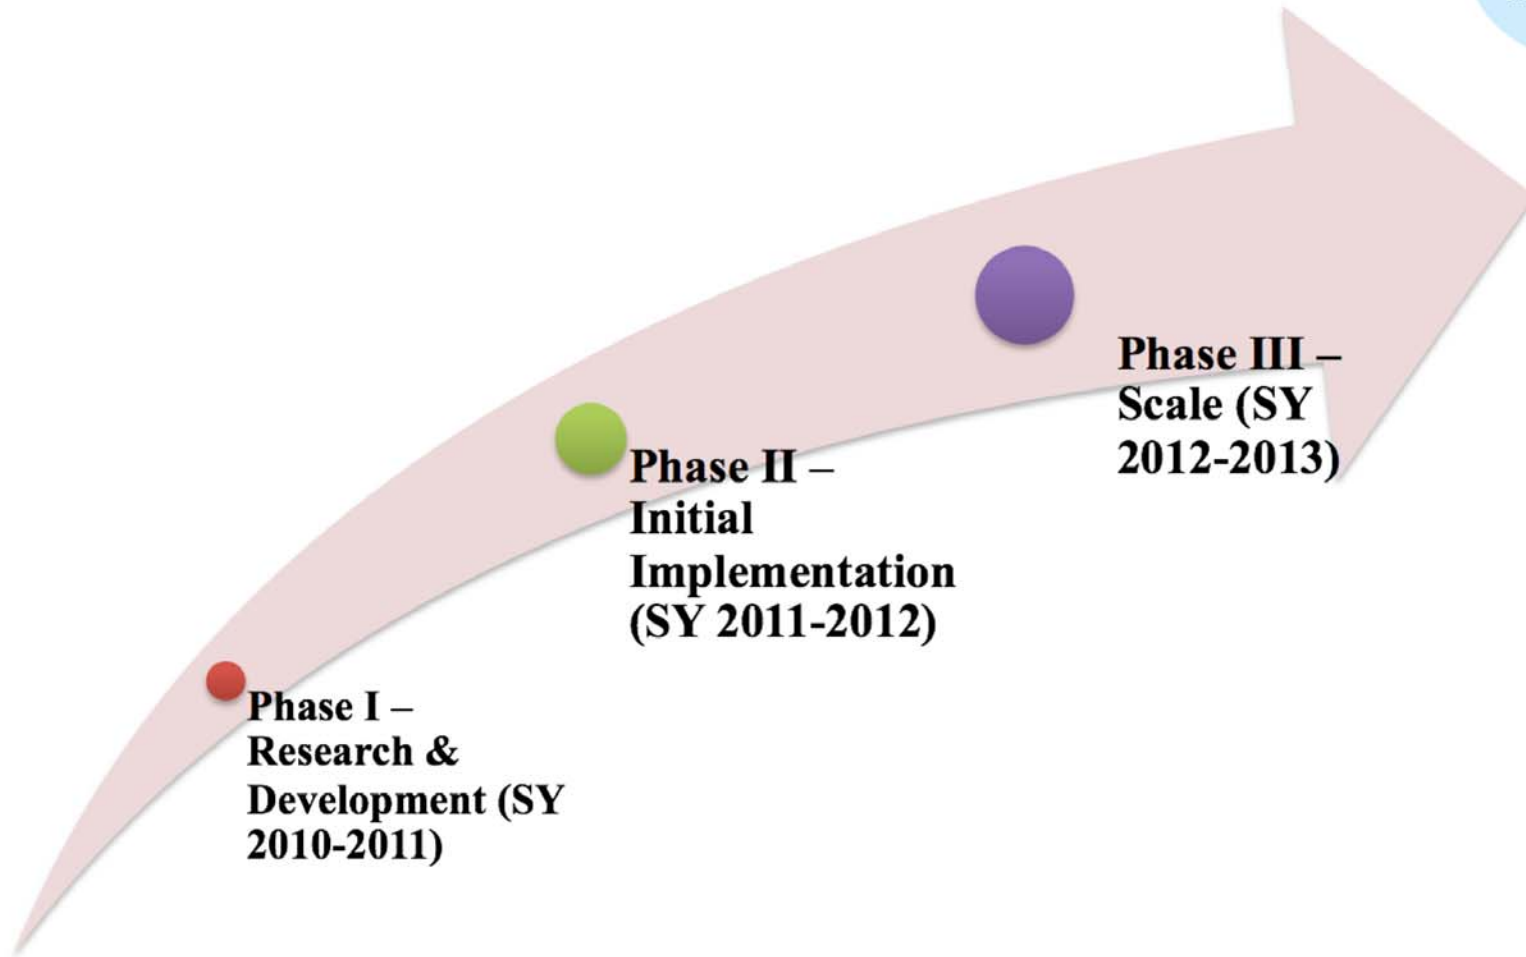 Phase I –
Research &
Development (SY
2010-2011)
Phase II –
Initial
Implementation
(SY 2011-2012)
Phase III –
Scale (SY
2012-2013)